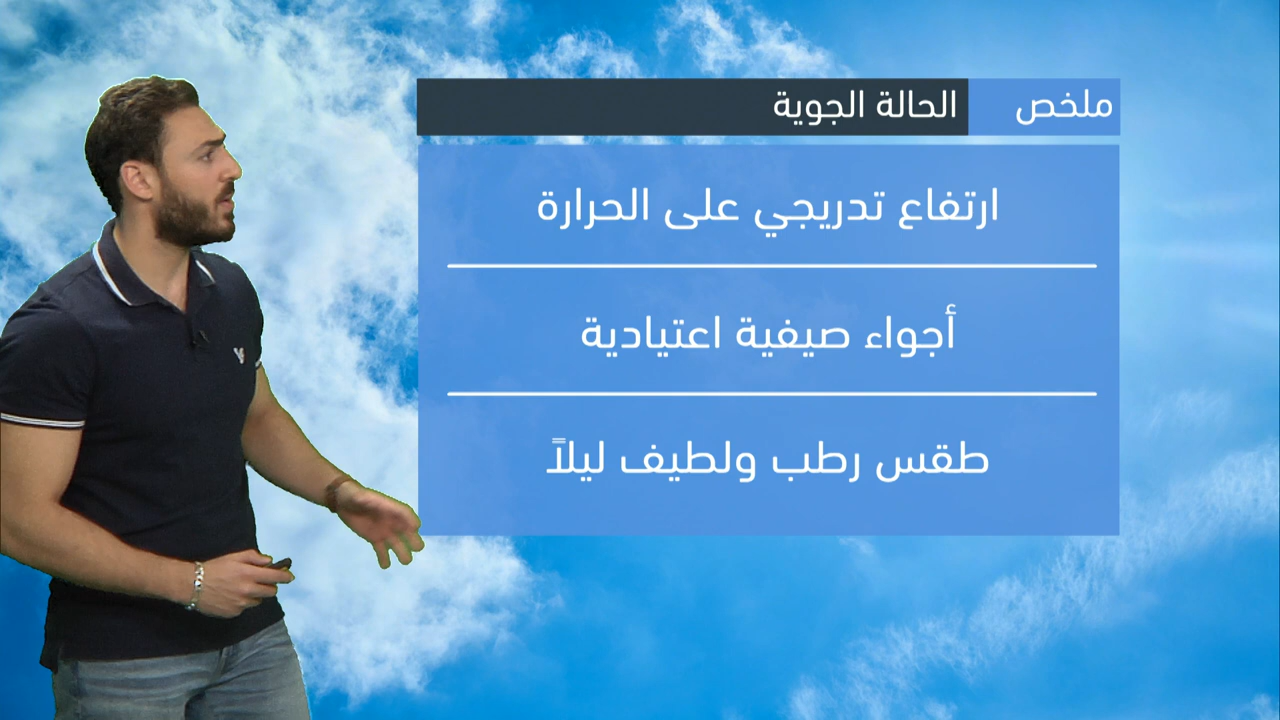 ملخص الحالة الجوية
ارتفاع تدريجي على الحرارة
أجواء صيفية اعتيادية
طقس رطب ولطيف ليلاً